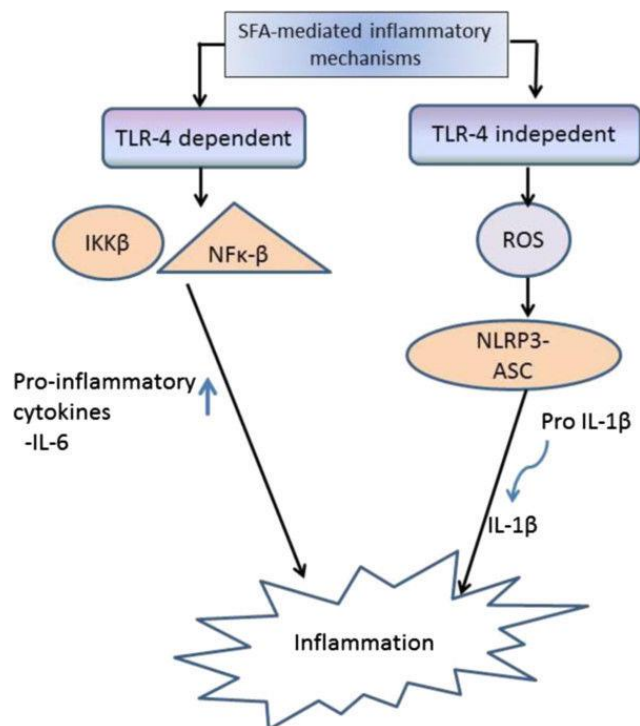 SFA-mediated inflammatory
mechanisms
TLR-4 dependent
TLR-4 indepedent
IKKβ
NFκ-β
ROS
NLRP3-
ASC
Pro-inflammatory
cytokines
-IL-6
Pro IL-1β
IL-1β
Inflammation